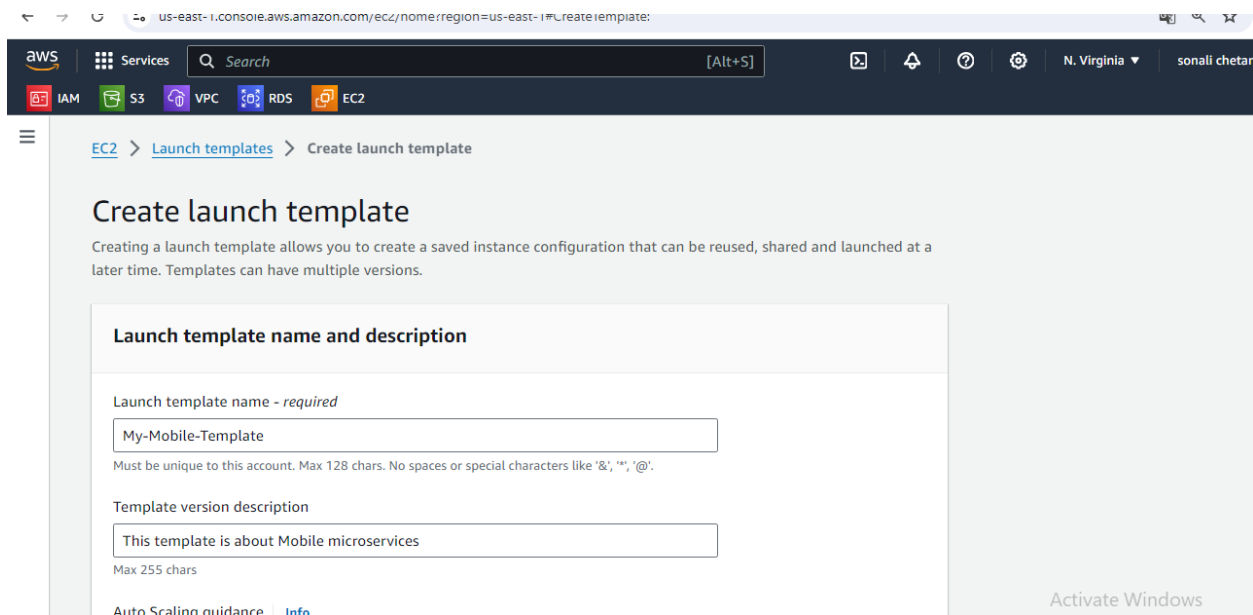 us-east-1.console.aws.amazon.com/ec2/home?region=us-east-1#CreateTemplate:
aws Services Search [Alt+S] N. Virginia ▼ sonali chetan
IAM S3 VPC RDS EC2
EC2 > Launch templates > Create launch template
Create launch template
Creating a launch template allows you to create a saved instance configuration that can be reused, shared and launched at a
later time. Templates can have multiple versions.
Launch template name and description
Launch template name - required
My-Mobile-Template
Must be unique to this account. Max 128 chars. No spaces or special characters like '&', '*', '@'.
Template version description
This template is about Mobile microservices
Max 255 chars
Auto Scaling guidance Info
Activate Windows